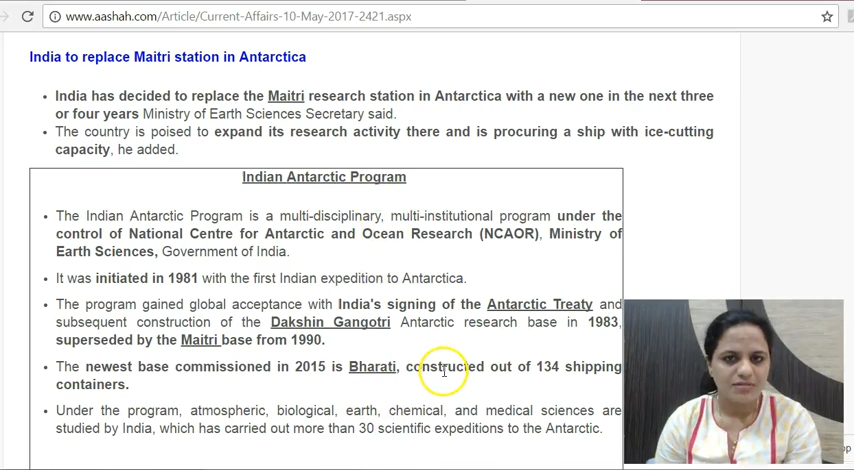 www.aashah.com/Article/Current-Affairs-10-May-2017-2421.aspx
India to replace Maitri station in Antarctica
• India has decided to replace the Maitri research station in Antarctica with a new one in the next three
or four years Ministry of Earth Sciences Secretary said.
• The country is poised to expand its research activity there and is procuring a ship with ice-cutting
capacity, he added.
Indian Antarctic Program
• The Indian Antarctic Program is a multi-disciplinary, multi-institutional program under the
control of National Centre for Antarctic and Ocean Research (NCAOR), Ministry of
Earth Sciences, Government of India.
• It was initiated in 1981 with the first Indian expedition to Antarctica.
• The program gained global acceptance with India's signing of the Antarctic Treaty and
subsequent construction of the Dakshin Gangotri Antarctic research base in 1983,
superseded by the Maitri base from 1990.
• The newest base commissioned in 2015 is Bharati, constructed out of 134 shipping
containers.
• Under the program, atmospheric, biological, earth, chemical, and medical sciences are
studied by India, which has carried out more than 30 scientific expeditions to the Antarctic.